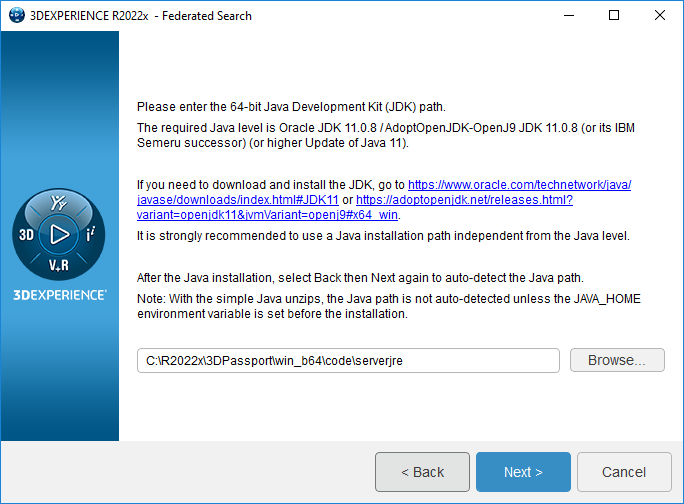 3DEXPERIENCE R2022x - Federated Search
Please enter the 64-bit Java Development Kit (JDK) path.
The required Java level is Oracle JDK 11.0.8 / AdoptOpenJDK-OpenJ9 JDK 11.0.8 (or its IBM
Semeru successor) (or higher Update of Java 11).
If you need to download and install the JDK, go to https://www.oracle.com/technetwork/java/
javase/downloads/index.html#JDK11 or https://adoptopenjdk.net/releases.html?
variant=openjdk11&jvmVariant=openj9#x64_win.
It is strongly recommended to use a Java installation path independent from the Java level.
3D
i
V+R
3DEXPERIENCE
After the Java installation, select Back then Next again to auto-detect the Java path.
Note: With the simple Java unzips, the Java path is not auto-detected unless the JAVA_HOME
environment variable is set before the installation.
C:\R2022x\3DPassport\win_b64\code\serverjre
Browse...
< Back
Next >
Cancel